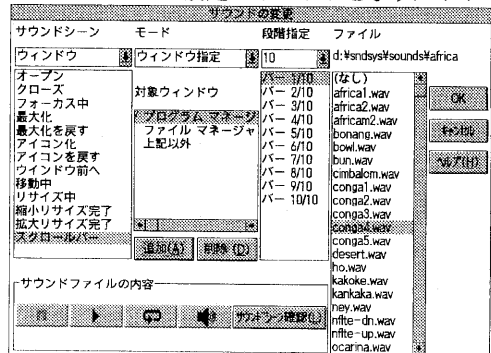 サウンドの変更
サウンドシーン
モード
段階指定
ファイル
ウィンドウ
ウィンドウ指定
10
d:¥sndsys¥sounds¥africa
オープン
クローズ
フォーカス中
最大化
最大化を戻す
アイコン化
アイコンを戻す
ウインドウ前へ
移動中
リサイズ中
縮小リサイズ完了
拡大リサイズ完了
スクロールバー
対象ウィンドウ
プログラム マネージ
ファイル マネージャ
上記以外
追加(A)
削除(D)
バー 1/10
バー 2/10
バー 3/10
バー 4/10
バー 5/10
バー 6/10
バー 7/10
バー 8/10
バー 9/10
バー 10/10
(なし)
africa1.wav
africa2.wav
africam2.wav
bonang.wav
bowl.wav
bun.wav
cimbalom.wav
conga1.wav
conga2.wav
conga3.wav
conga4.wav
conga5.wav
desert.wav
ho.wav
kakoke.wav
kankaka.wav
ney.wav
nflte-dn.wav
nflte-up.wav
ocarina.wav
OK
キャンセル
ヘルプ(H)
サウンドファイルの内容
サウンドシーン確認(L)